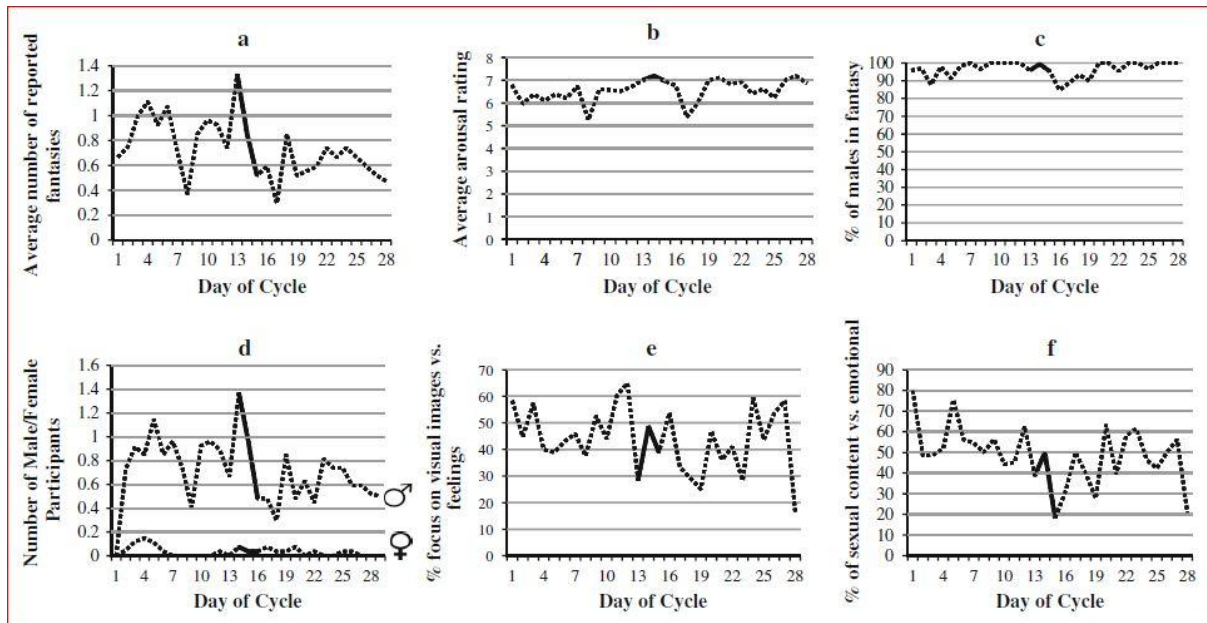 a
Average number of reported
fantasies
1.4
1.2
1
0.8
0.6
0.4
0.2
0
1 4 7 10 13 16 19 22 25 28
Day of Cycle
b
Average arousal rating
8
7
6
5
4
3
2
1
0
1 4 7 10 13 16 19 22 25 28
Day of Cycle
c
% of males in fantasy
100
90
80
70
60
50
40
30
20
10
0
1 4 7 10 13 16 19 22 25 28
Day of Cycle
d
Number of Male/Female
Participants
1.6
1.4
1.2
1
0.8
0.6
0.4
0.2
0
1 4 7 10 13 16 19 22 25 28
Day of Cycle
♂
♀
e
% focus on visual images vs.
feelings
70
60
50
40
30
20
10
0
1 4 7 10 13 16 19 22 25 28
Day of Cycle
f
% of sexual content vs. emotional
90
80
70
60
50
40
30
20
10
0
1 4 7 10 13 16 19 22 25 28
Day of Cycle